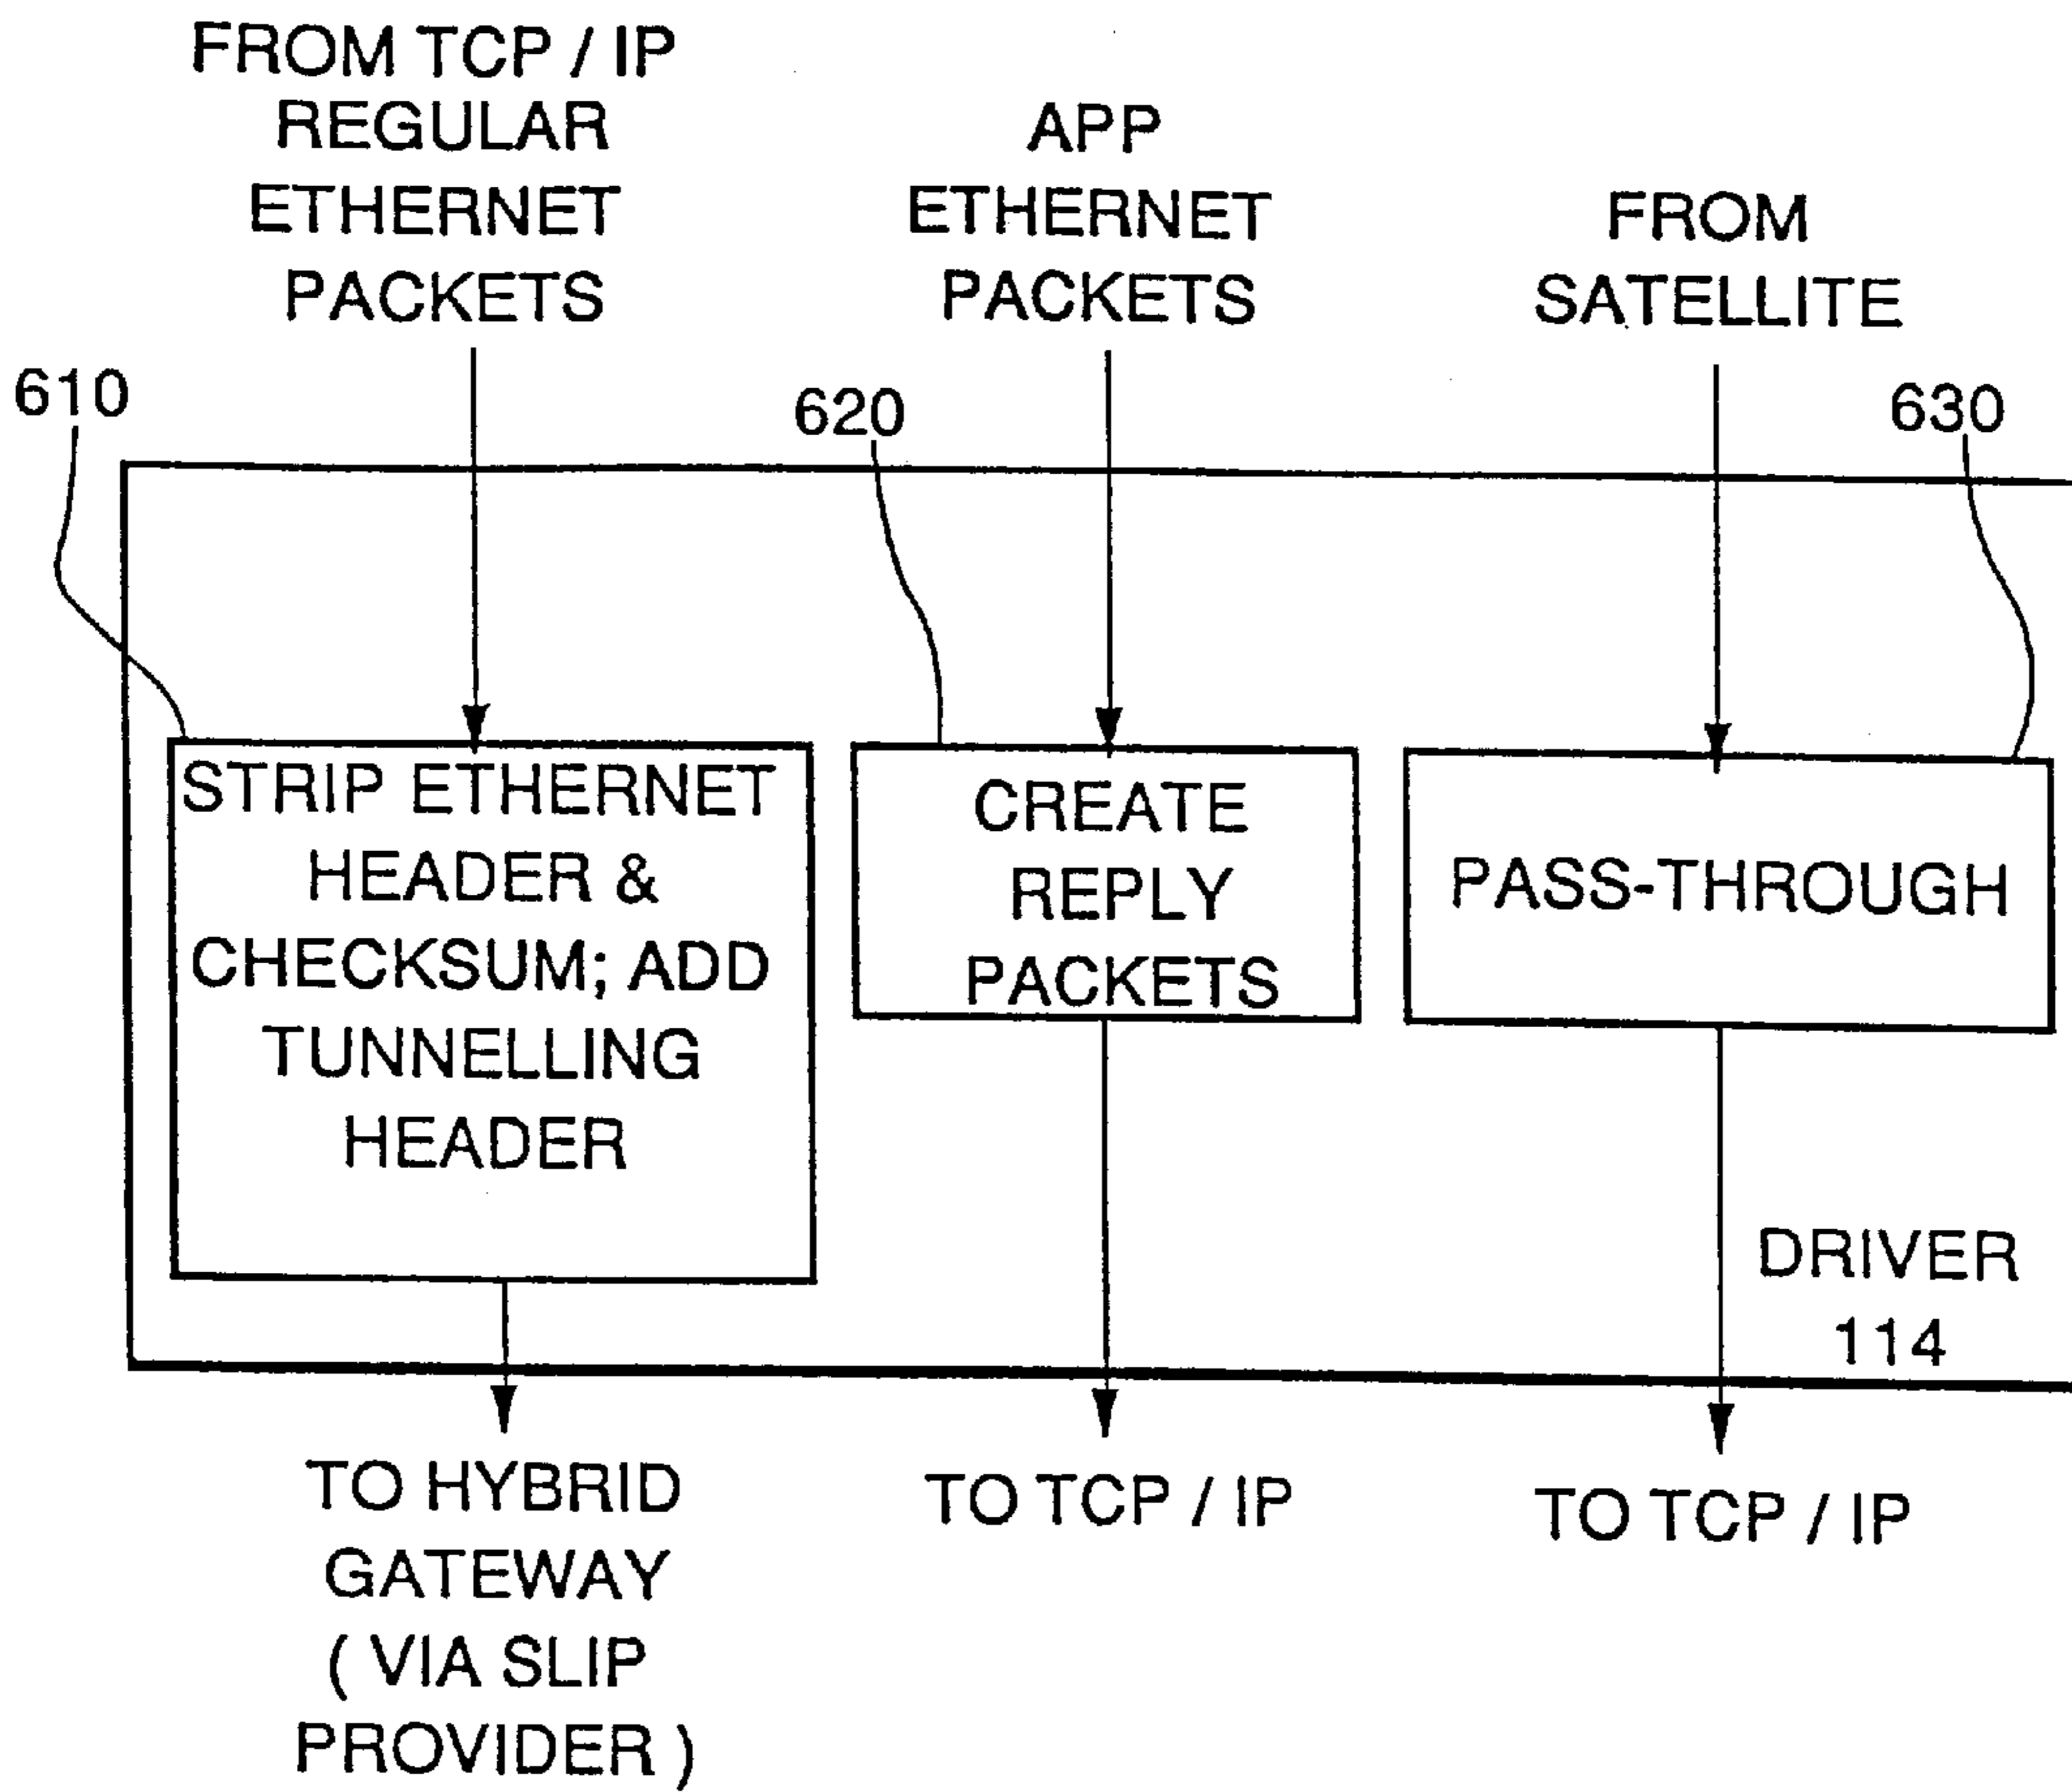 FROM TCP / IP
REGULAR
ETHERNET
PACKETS
APP
ETHERNET
PACKETS
FROM
SATELLITE
610
620
630
STRIP ETHERNET
HEADER &
CHECKSUM; ADD
TUNNELLING
HEADER
CREATE
REPLY
PACKETS
PASS-THROUGH
DRIVER
114
TO HYBRID
GATEWAY
( VIA SLIP
PROVIDER )
TO TCP / IP
TO TCP / IP